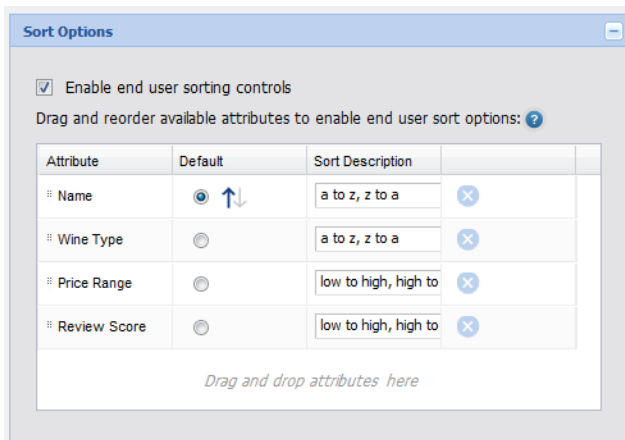 Sort Options
Enable end user sorting controls
Drag and reorder available attributes to enable end user sort options: ?
Attribute Default Sort Description
Name a to z, z to a
Wine Type a to z, z to a
Price Range low to high, high to
Review Score low to high, high to
Drag and drop attributes here